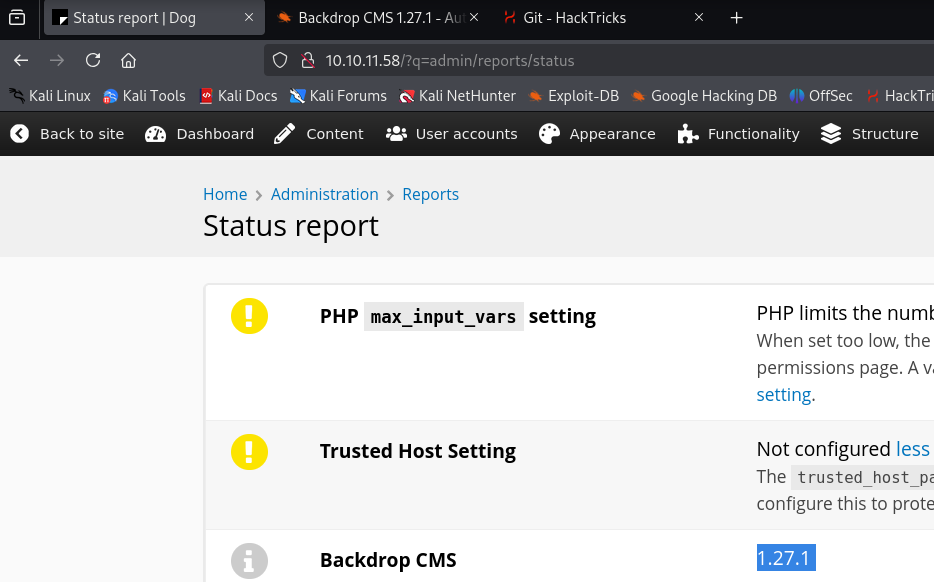 Status report | Dog
Backdrop CMS 1.27.1 - Aut
Git - HackTricks
10.10.11.58/?q=admin/reports/status
Kali Linux Kali Tools Kali Docs Kali Forums Kali NetHunter Exploit-DB Google Hacking DB OffSec HackTri
Back to site Dashboard Content User accounts Appearance Functionality Structure
Home > Administration > Reports
Status report
PHP max_input_vars setting
PHP limits the numb
When set too low, the
permissions page. A va
setting.
Trusted Host Setting
Not configured less
The trusted_host_pa
configure this to prote
Backdrop CMS
1.27.1